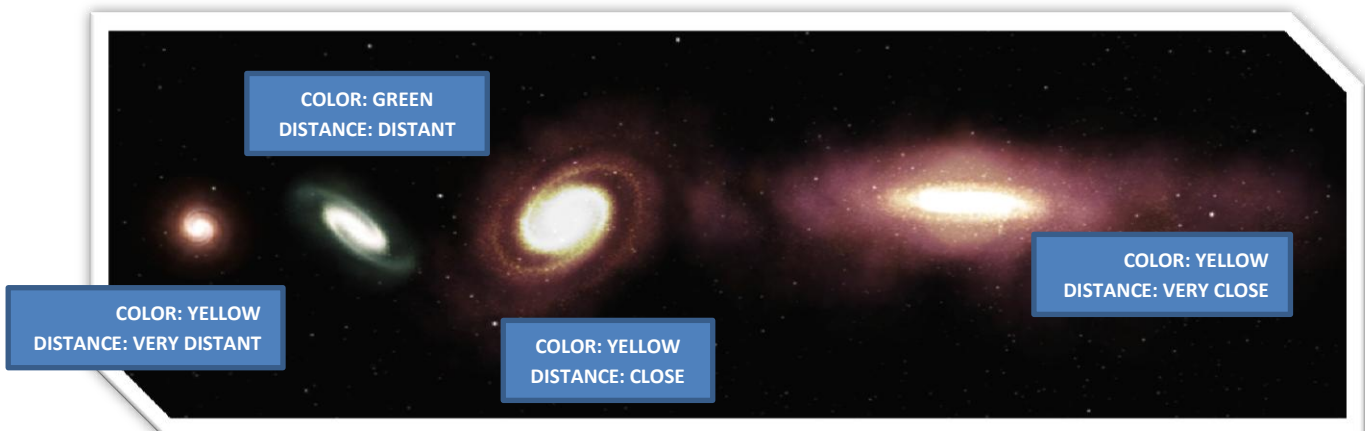 COLOR: GREEN
DISTANCE: DISTANT
COLOR: YELLOW
DISTANCE: VERY DISTANT
COLOR: YELLOW
DISTANCE: CLOSE
COLOR: YELLOW
DISTANCE: VERY CLOSE